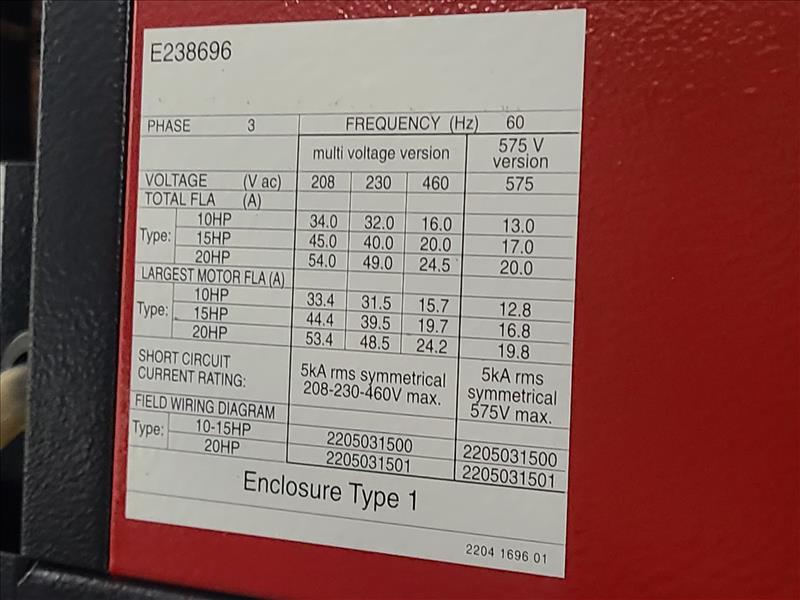 E238696
PHASE 3 FREQUENCY (Hz) 60
multi voltage version 575 V version
VOLTAGE (V ac) 208 230 460 575
TOTAL FLA (A)
Type: 10HP 34.0 32.0 16.0 13.0
15HP 45.0 40.0 20.0 17.0
20HP 54.0 49.0 24.5 20.0
LARGEST MOTOR FLA (A)
Type: 10HP 33.4 31.5 15.7 12.8
15HP 44.4 39.5 19.7 16.8
20HP 53.4 48.5 24.2 19.8
SHORT CIRCUIT CURRENT RATING: 5kA rms symmetrical 208-230-460V max. 5kA rms symmetrical 575V max.
FIELD WIRING DIAGRAM
Type: 10-15HP 2205031500 2205031500
20HP 2205031501 2205031501
Enclosure Type 1
2204 1696 01